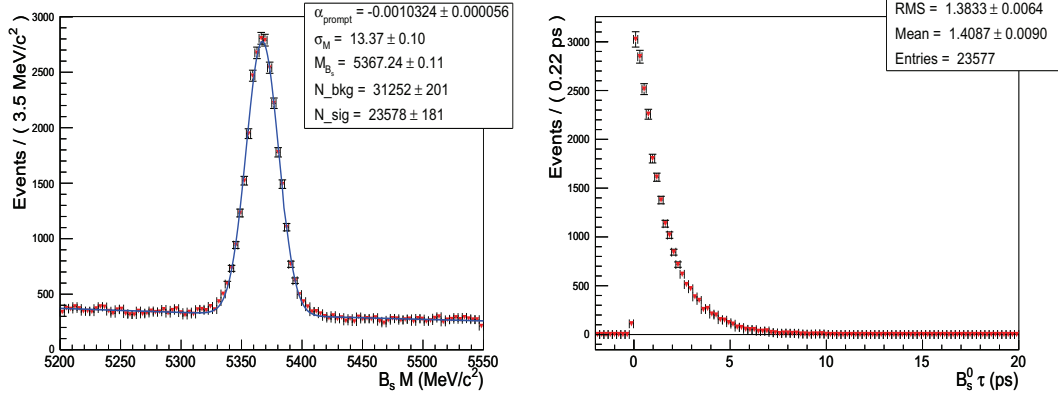 α_prompt = -0.0010324 ± 0.000056
σ_M = 13.37 ± 0.10
M_B_s = 5367.24 ± 0.11
N_bkg = 31252 ± 201
N_sig = 23578 ± 181
Events / ( 3.5 MeV/c² )
3000
2500
2000
1500
1000
500
0
5200 5250 5300 5350 5400 5450 5500 5550
B_s M (MeV/c²)
RMS = 1.3833 ± 0.0064
Mean = 1.4087 ± 0.0090
Entries = 23577
Events / ( 0.22 ps )
3000
2500
2000
1500
1000
500
0
0 5 10 15 20
B_s^0 τ (ps)